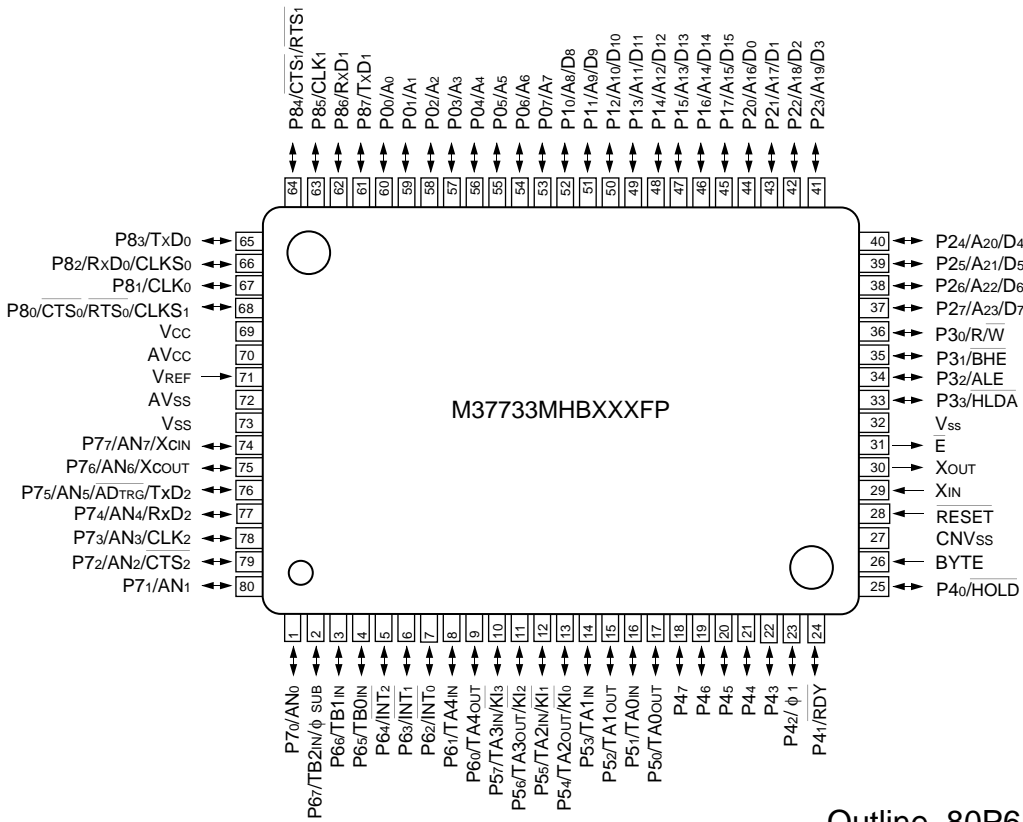 P84/CTS1/RTS1
P85/CLK1
P86/RxD1
P87/TxD1
P00/A0
P01/A1
P02/A2
P03/A3
P04/A4
P05/A5
P06/A6
P07/A7
P10/A8/D8
P11/A9/D9
P12/A10/D10
P13/A11/D11
P14/A12/D12
P15/A13/D13
P16/A14/D14
P17/A15/D15
P20/A16/D0
P21/A17/D1
P22/A18/D2
P23/A19/D3
64 63 62 61 60 59 58 57 56 55 54 53 52 51 50 49 48 47 46 45 44 43 42 41
P83/TxD0 65
P82/RxD0/CLKS0 66
P81/CLK0 67
P80/CTS0/RTS0/CLKS1 68
VCC 69
AVCC 70
VREF 71
AVSS 72
VSS 73
P77/AN7/XCIN 74
P76/AN6/XCOUT 75
P75/AN5/ADTRG/TxD2 76
P74/AN4/RxD2 77
P73/AN3/CLK2 78
P72/AN2/CTS2 79
P71/AN1 80
M37733MHBXXXFP
40 P24/A20/D4
39 P25/A21/D5
38 P26/A22/D6
37 P27/A23/D7
36 P30/R/W
35 P31/BHE
34 P32/ALE
33 P33/HLDA
32 Vss
31 E
30 XOUT
29 XIN
28 RESET
27 CNVSS
26 BYTE
25 P40/HOLD
1 2 3 4 5 6 7 8 9 10 11 12 13 14 15 16 17 18 19 20 21 22 23 24
P70/AN0
P67/TB2IN/ϕ SUB
P66/TB1IN
P65/TB0IN
P64/INT2
P63/INT1
P62/INT0
P61/TA4IN
P60/TA4OUT
P57/TA3IN/KI3
P56/TA3OUT/KI2
P55/TA2IN/KI1
P54/TA2OUT/KI0
P53/TA1IN
P52/TA1OUT
P51/TA0IN
P50/TA0OUT
P47
P46
P45
P44
P43
P42/ ϕ 1
P41/RDY
Outline 80P6